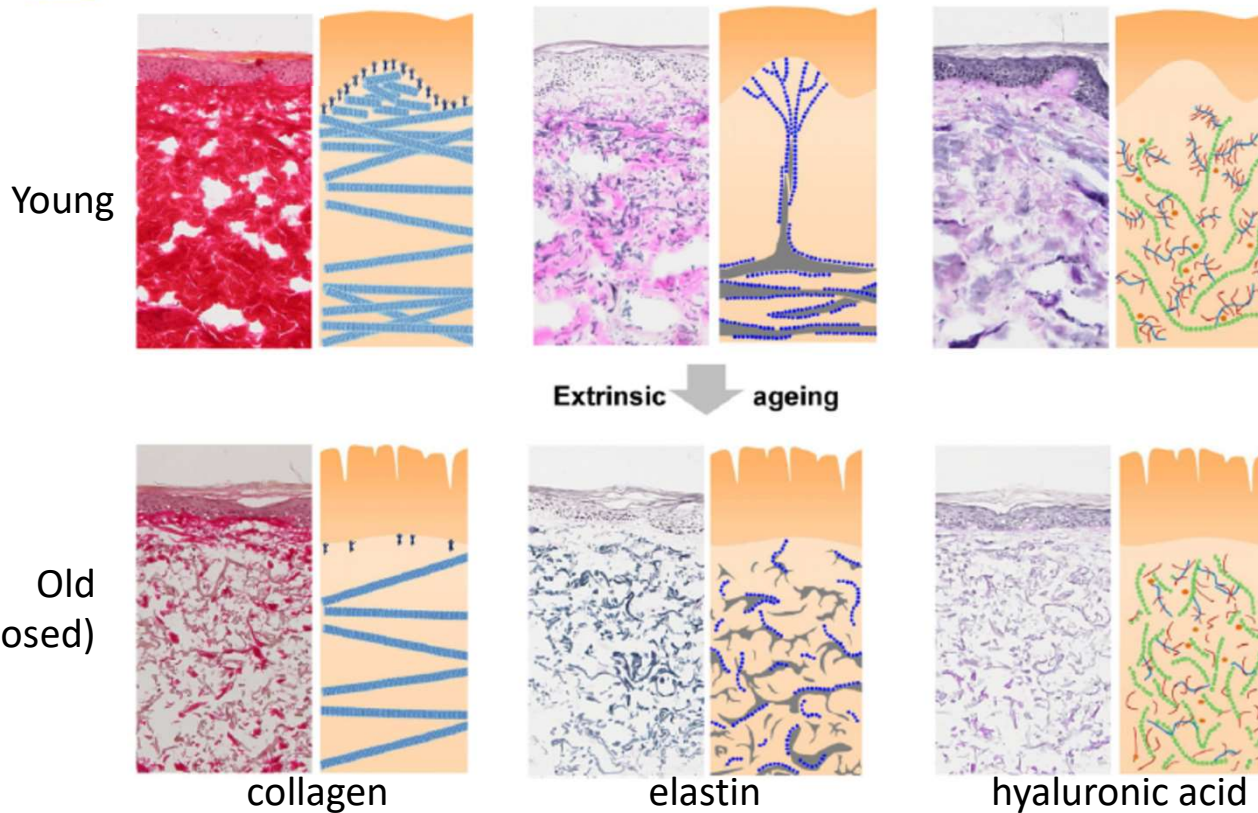 Young
Extrinsic ageing
Old
osed)
collagen elastin hyaluronic acid